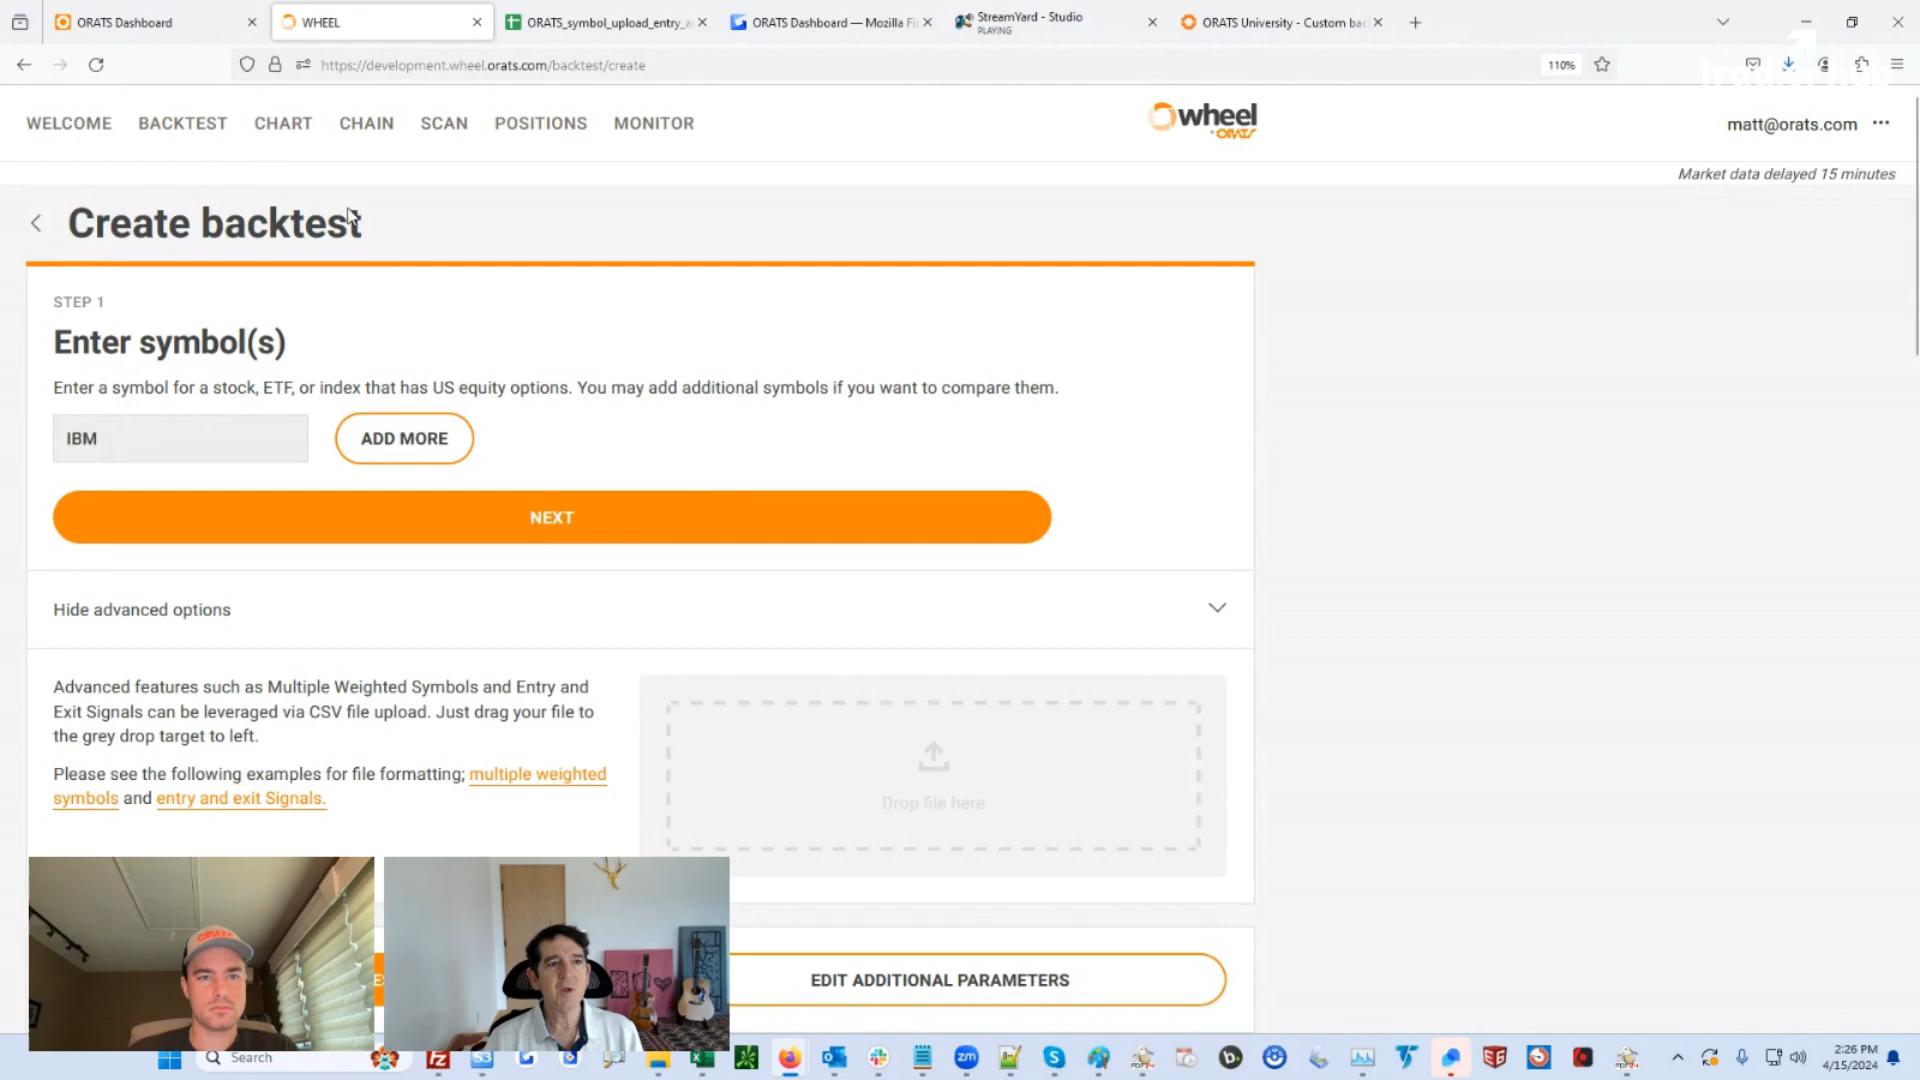 ORATS Dashboard
WHEEL
ORATS_symbol_upload_entry_a
ORATS Dashboard — Mozilla Fi
StreamYard - Studio
PLAYING
ORATS University - Custom bac
https://development.wheel.orats.com/backtest/create
110%
tradier hub
WELCOME
BACKTEST
CHART
CHAIN
SCAN
POSITIONS
MONITOR
wheel
by ORATS
matt@orats.com
Market data delayed 15 minutes
Create backtest
STEP 1
Enter symbol(s)
Enter a symbol for a stock, ETF, or index that has US equity options. You may add additional symbols if you want to compare them.
IBM
ADD MORE
NEXT
Hide advanced options
Advanced features such as Multiple Weighted Symbols and Entry and
Exit Signals can be leveraged via CSV file upload. Just drag your file to
the grey drop target to left.
Please see the following examples for file formatting; multiple weighted
symbols and entry and exit Signals.
Drop file here
ORATS
EDIT ADDITIONAL PARAMETERS
Search
2:26 PM
4/15/2024